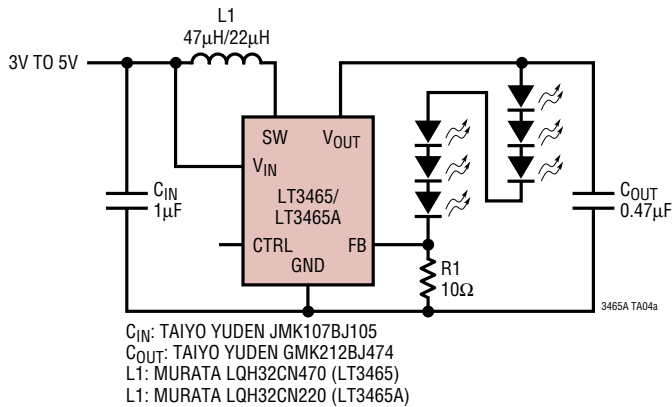 L1
47µH/22µH
3V TO 5V
SW
VOUT
VIN
LT3465/
LT3465A
CIN
1µF
COUT
0.47µF
CTRL
FB
GND
R1
10Ω
3465A TA04a
CIN: TAIYO YUDEN JMK107BJ105
COUT: TAIYO YUDEN GMK212BJ474
L1: MURATA LQH32CN470 (LT3465)
L1: MURATA LQH32CN220 (LT3465A)